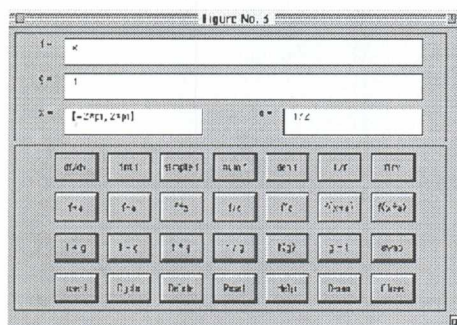 Figure No. 3
f = x
g = 1
x = [-2*pi, 2*pi] a = 1/2
df/dx int f simple f num f den f 1/f finv
f+a f-a f*a f/a f^a f(x+a) f(x*a)
f+g f-g f*g f/g f(g) g=f swap
Insert Cycle Delete Reset Help Demo Close